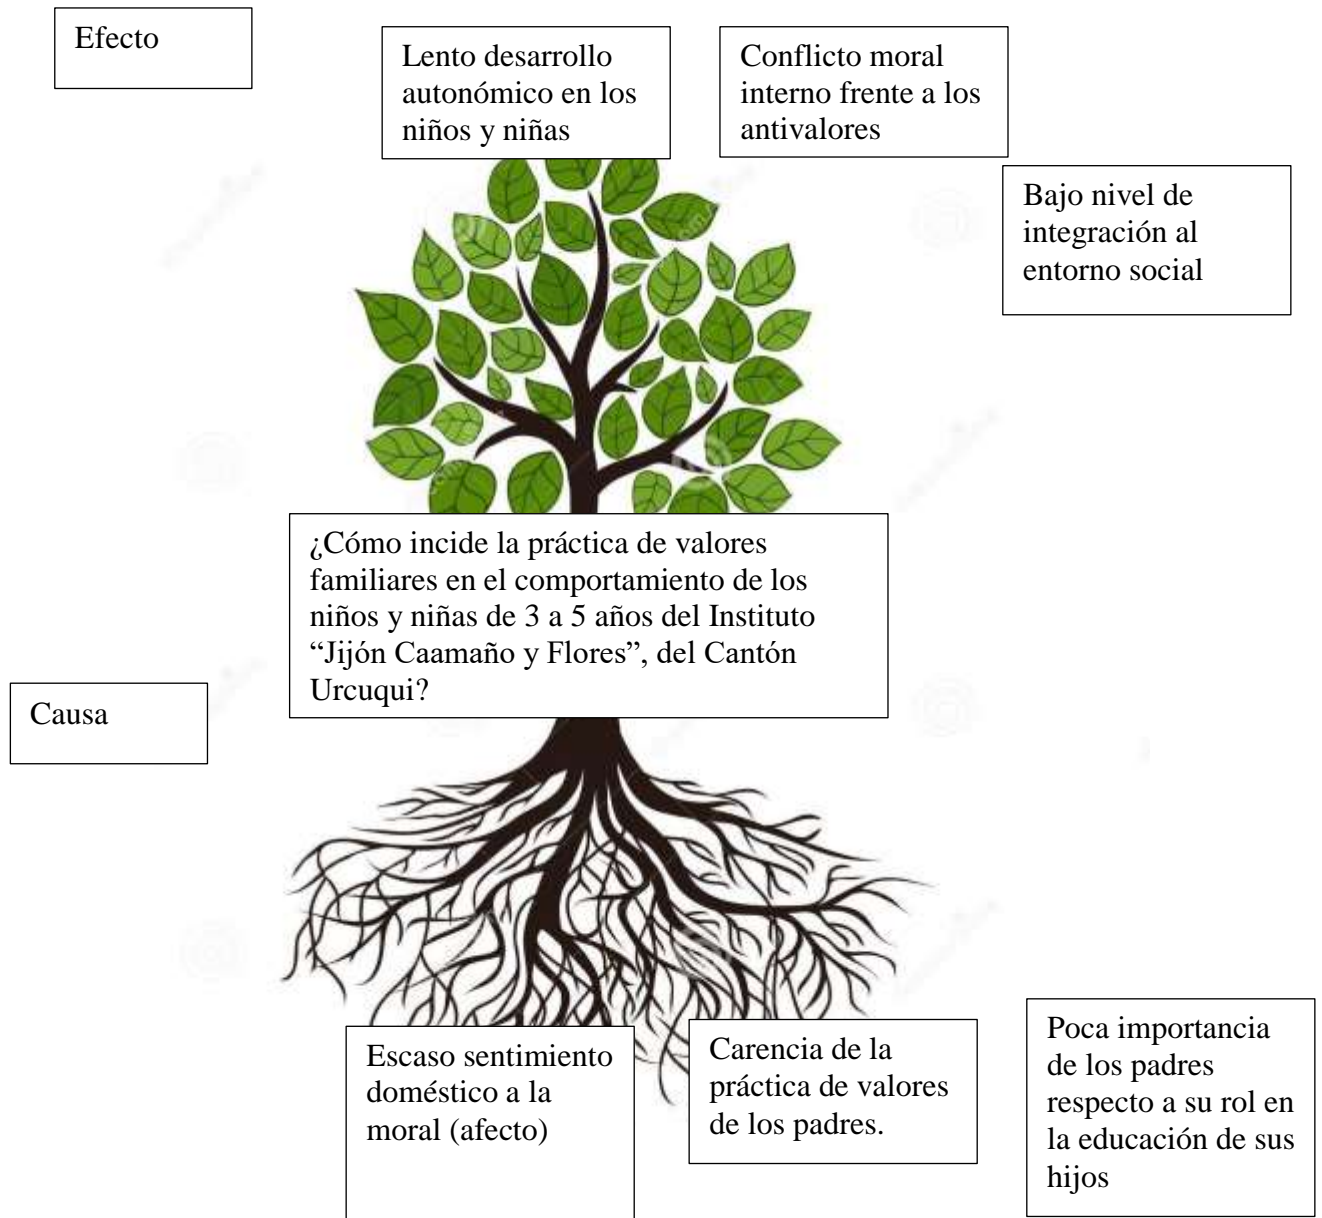 Efecto
Lento desarrollo
autonómico en los
niños y niñas
Conflicto moral
interno frente a los
antivalores
Bajo nivel de
integración al
entorno social
¿Cómo incide la práctica de valores
familiares en el comportamiento de los
niños y niñas de 3 a 5 años del Instituto
“Jijón Caamaño y Flores”, del Cantón
Urcuqui?
Causa
Escaso sentimiento
doméstico a la
moral (afecto)
Carencia de la
práctica de valores
de los padres.
Poca importancia
de los padres
respecto a su rol en
la educación de sus
hijos